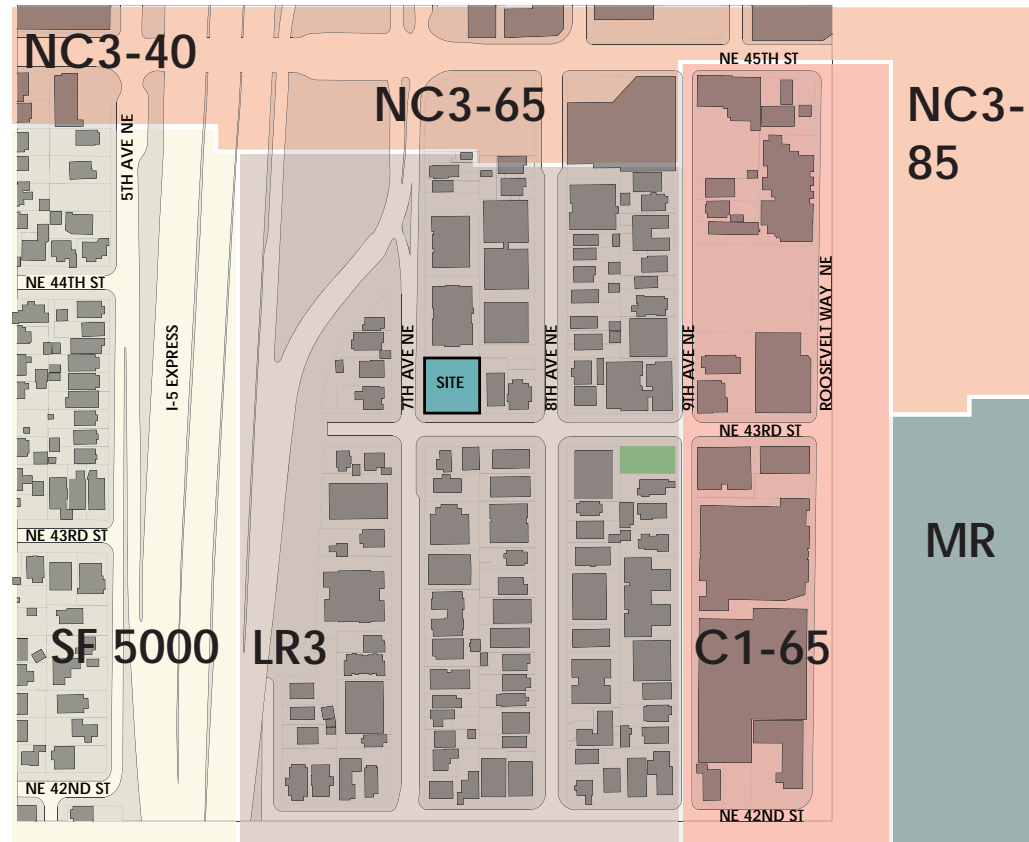 NC3-40
NE 45TH ST
NC3-65
NC3-
85
5TH AVE NE
NE 44TH ST
I-5 EXPRESS
7TH AVE NE
SITE
8TH AVE NE
9TH AVE NE
ROOSEVELT WAY NE
NE 43RD ST
NE 43RD ST
MR
SF 5000
LR3
C1-65
NE 42ND ST
NE 42ND ST